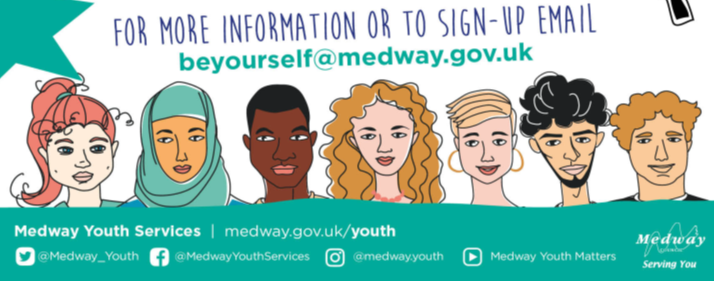 FOR MORE INFORMATION OR TO SIGN-UP EMAIL
beyourself@medway.gov.uk
Medway Youth Services | medway.gov.uk/youth
@Medway_Youth @MedwayYouthServices @medway.youth Medway Youth Matters
Medway
Serving You